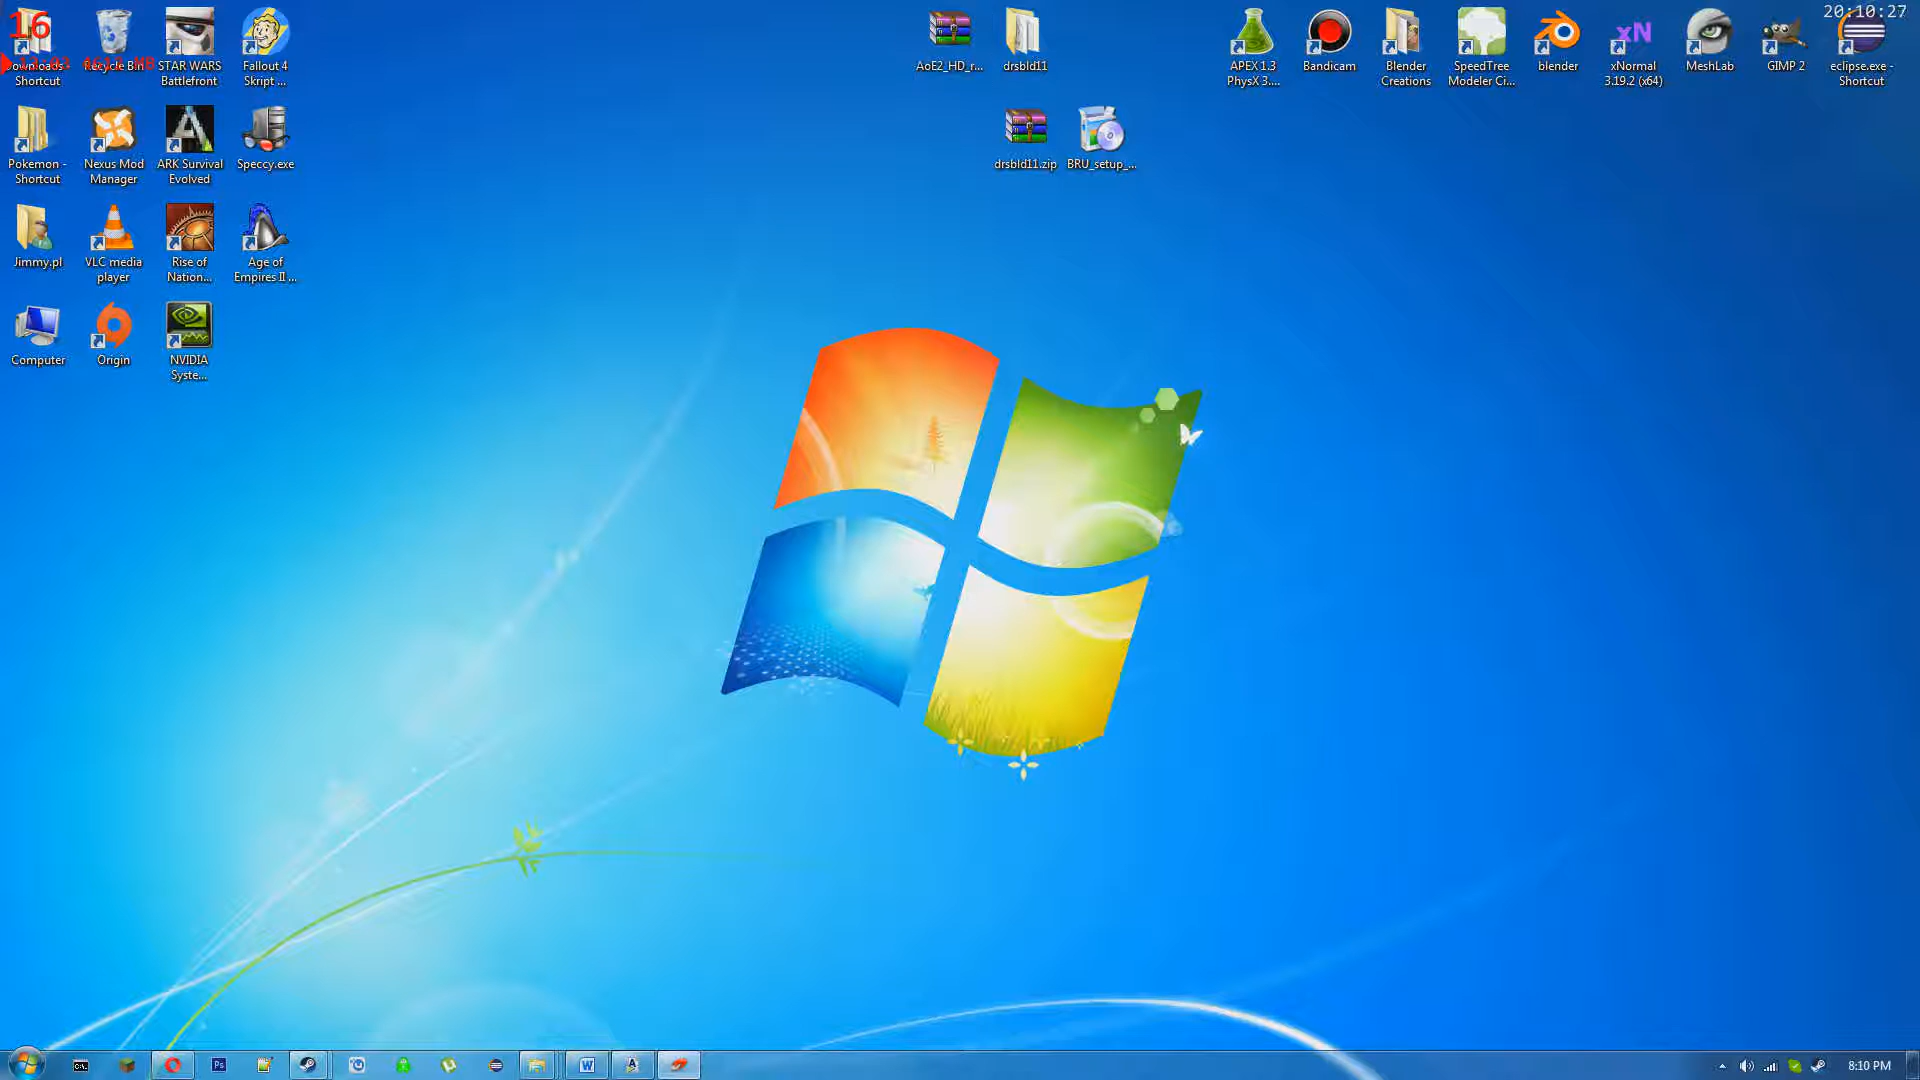 16
20:10:27
Downloads - Shortcut
Recycle Bin
STAR WARS Battlefront
Fallout 4 Skript ...
AoE2_HD_r...
drsbld11
APEX 1.3 PhysX 3....
Bandicam
Blender Creations
SpeedTree Modeler Ci...
blender
xN
xNormal 3.19.2 (x64)
MeshLab
GIMP 2
eclipse.exe - Shortcut
Pokemon - Shortcut
Nexus Mod Manager
ARK Survival Evolved
Speccy.exe
drsbld11.zip
BRU_setup_...
Jimmy.pl
VLC media player
Rise of Nation...
Age of Empires II ...
Computer
Origin
NVIDIA Syste...
C:\.
Ps
W
8:10 PM